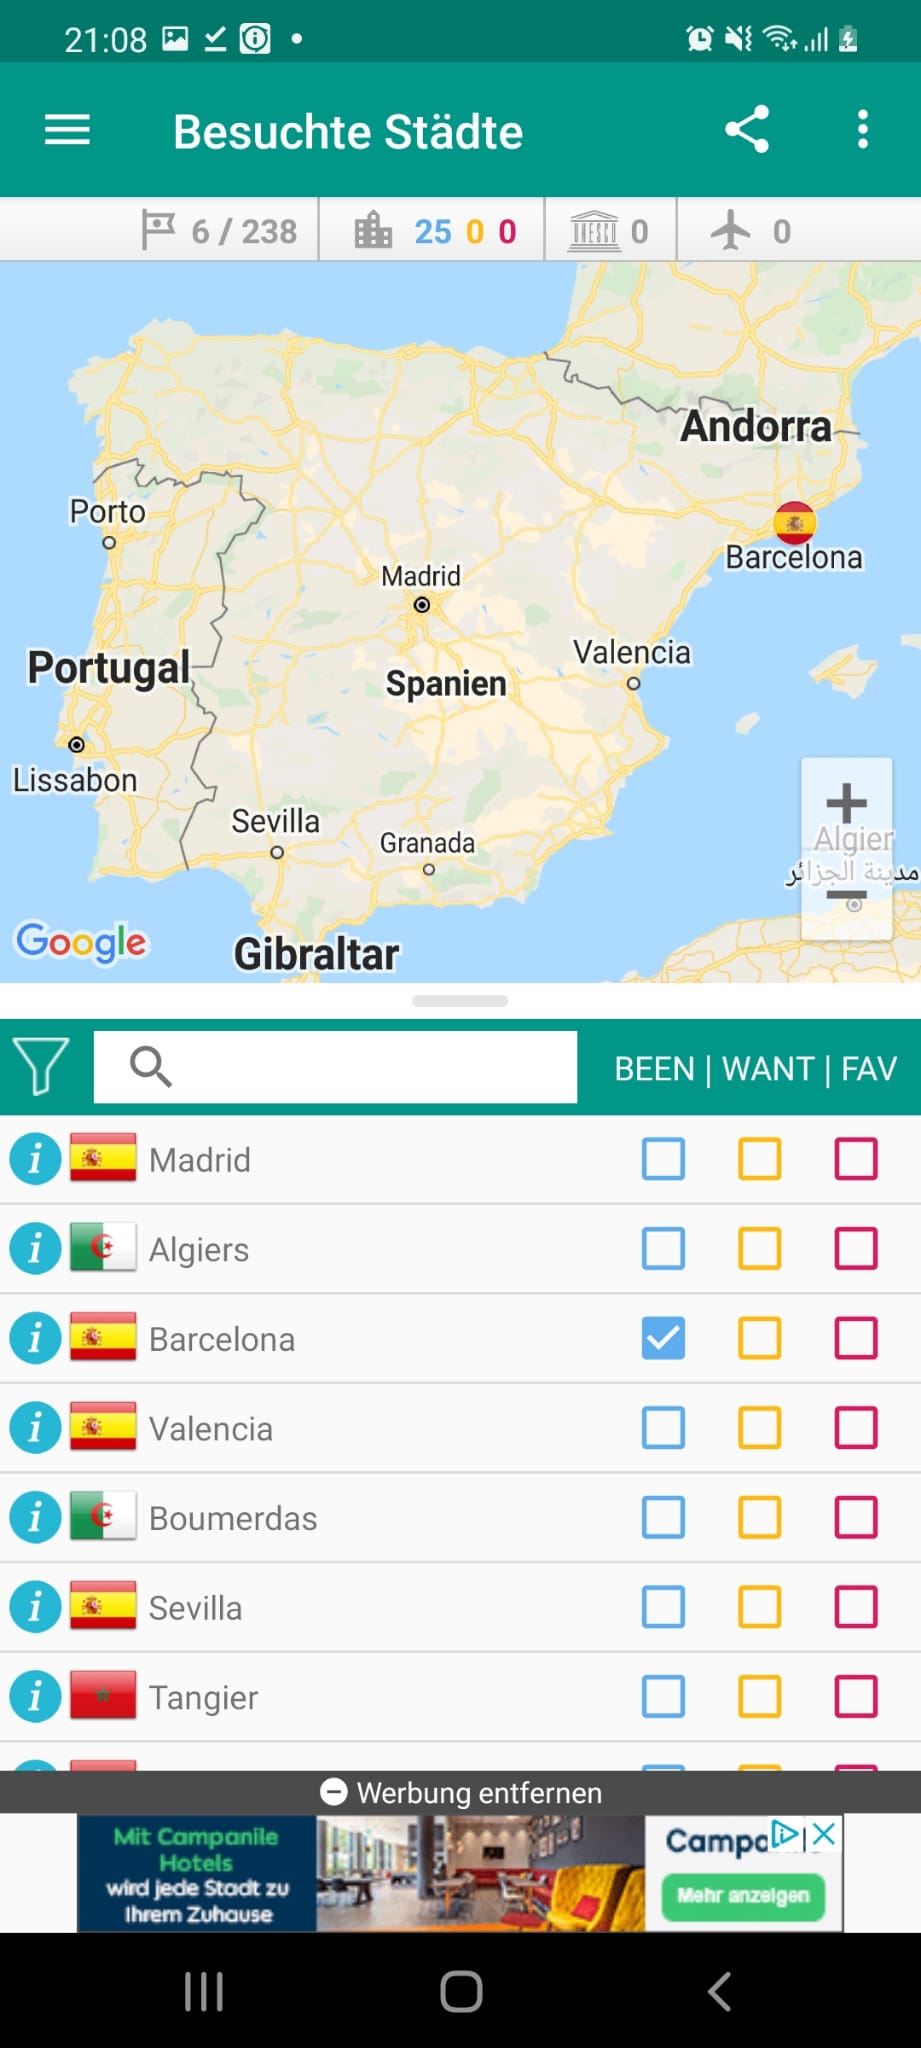 21:08
Besuchte Städte
6 / 238
25 0 0
UNESCO 0
0
Andorra
Porto
Barcelona
Madrid
Valencia
Portugal
Spanien
Lissabon
Sevilla
Granada
Algier
مدينة الجزائر
Google
Gibraltar
BEEN | WANT | FAV
Madrid
Algiers
Barcelona
Valencia
Boumerdas
Sevilla
Tangier
Werbung entfernen
Mit Campanile
Hotels
wird jede Stadt zu
Ihrem Zuhause
Mehr anzeigen